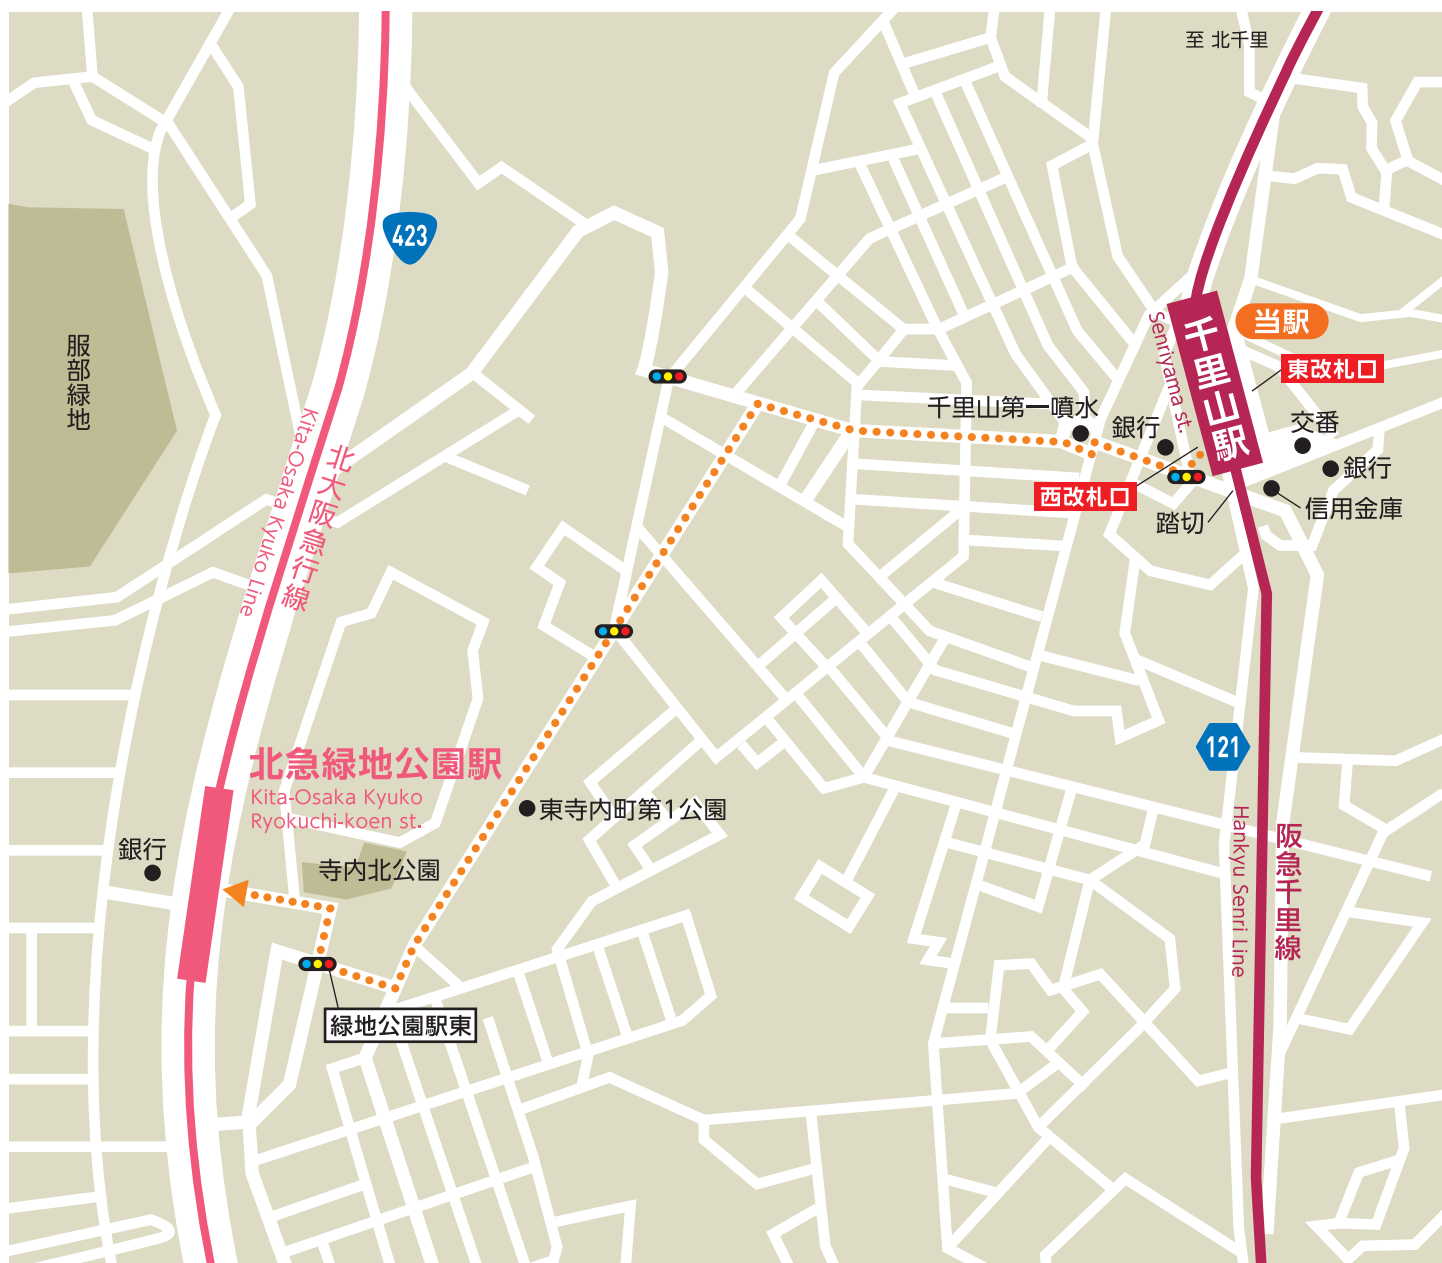 至 北千里
423
当駅
千里山駅
Senriyama st.
東改札口
服部緑地
千里山第一噴水
銀行
交番
銀行
西改札口
踏切
信用金庫
北大阪急行線
Kita-Osaka Kyuko Line
121
北急緑地公園駅
Kita-Osaka Kyuko
Ryokuchi-koen st.
東寺内町第1公園
銀行
寺内北公園
阪急千里線
Hankyu Senri Line
緑地公園駅東